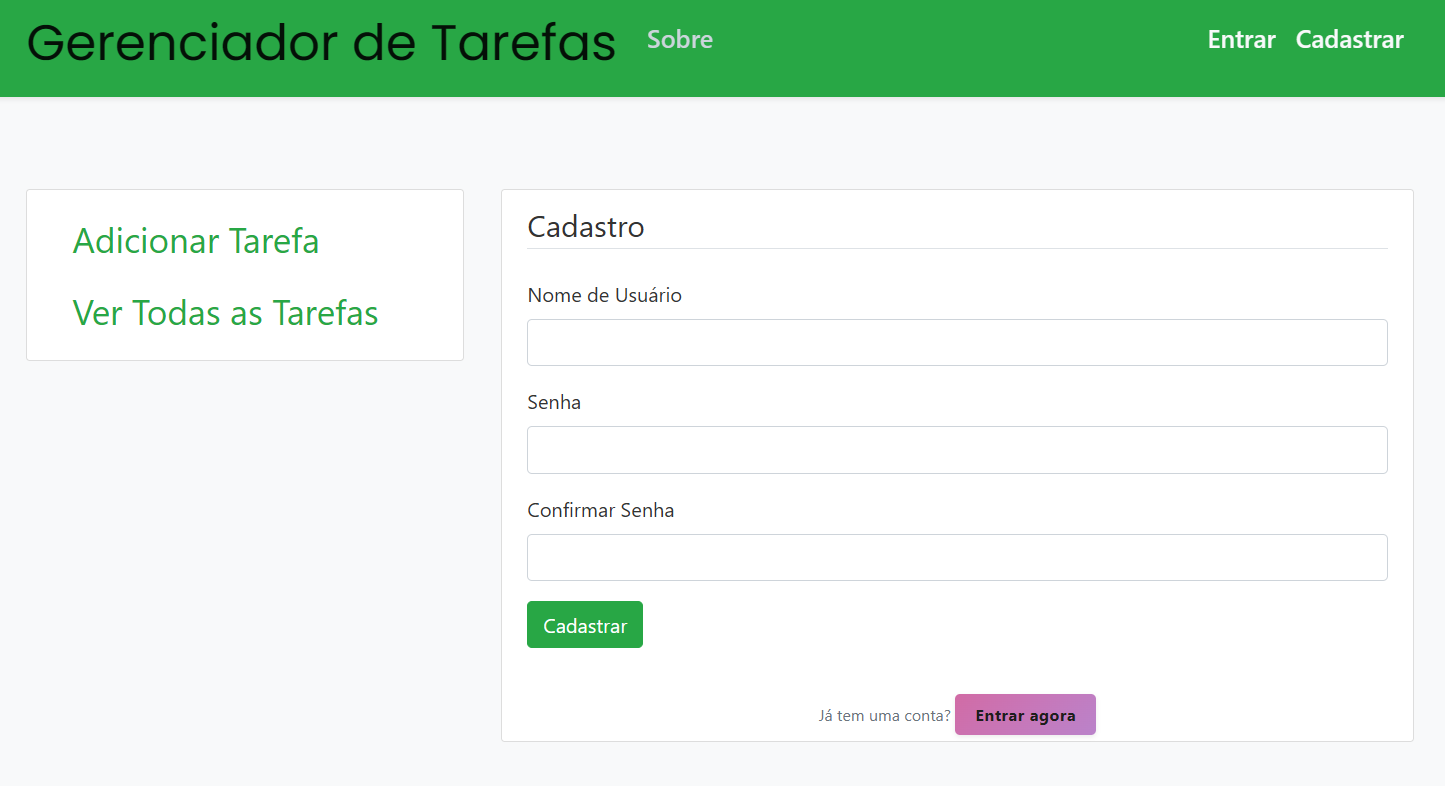 Gerenciador de Tarefas Sobre Entrar Cadastrar
Adicionar Tarefa
Ver Todas as Tarefas
Cadastro
Nome de Usuário
Senha
Confirmar Senha
Cadastrar
Já tem uma conta? Entrar agora